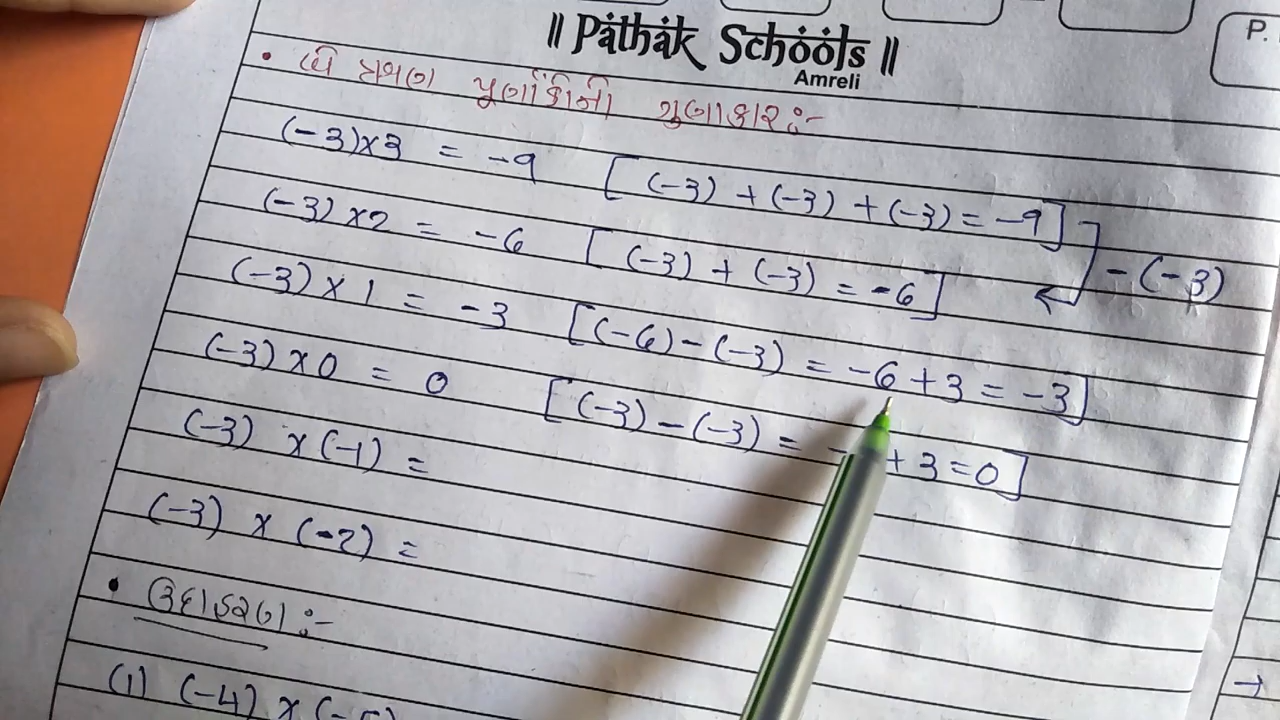 || Pathak Schools ||
Amreli
P.
• બે ઋણ પૂર્ણાંકોનો ગુણાકાર :-
(-3)×3 = -9 [(-3) + (-3) + (-3) = -9]
(-3)×2 = -6 [(-3) + (-3) = -6] - (-3)
(-3)×1 = -3 [(-6) - (-3) = -6 + 3 = -3]
(-3)×0 = 0 [(-3) - (-3) = - + 3 = 0]
(-3) × (-1) =
(-3) × (-2) =
• ઉદાહરણ :-
(1) (-4) × (-5)
→